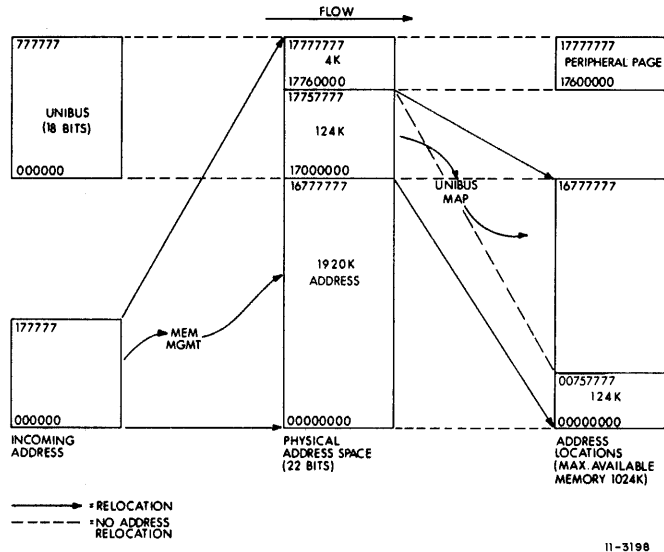 FLOW
777777
UNIBUS
(18 BITS)
000000
177777
000000
INCOMING
ADDRESS
MEM
MGMT
17777777
4K
17760000
17757777
124K
17000000
16777777
1920K
ADDRESS
00000000
PHYSICAL
ADDRESS SPACE
(22 BITS)
UNIBUS
MAP
17777777
PERIPHERAL PAGE
17600000
16777777
00757777
124K
00000000
ADDRESS
LOCATIONS
(MAX. AVAILABLE
MEMORY 1024K)
= RELOCATION
= NO ADDRESS
RELOCATION
11-3198